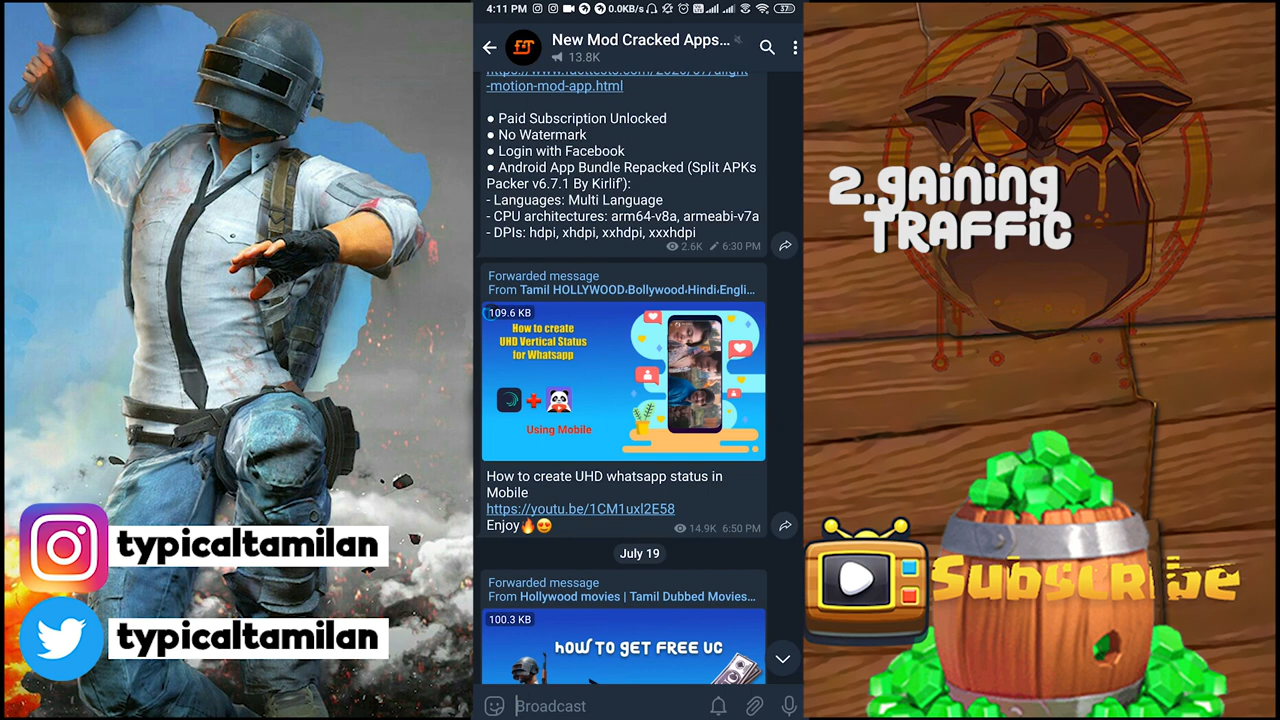 4:11 PM
0.0KB/s
37
New Mod Cracked Apps...
13.8K
-motion-mod-app.html
● Paid Subscription Unlocked
● No Watermark
● Login with Facebook
● Android App Bundle Repacked (Split APKs
Packer v6.7.1 By Kirlif'):
- Languages: Multi Language
- CPU architectures: arm64-v8a, armeabi-v7a
- DPIs: hdpi, xhdpi, xxhdpi, xxxhdpi
2.6K
6:30 PM
Forwarded message
From Tamil HOLLYWOOD•Bollywood•Hindi•Engli...
109.6 KB
How to create
UHD Vertical Status
for Whatsapp
Using Mobile
How to create UHD whatsapp status in
Mobile
https://youtu.be/1CM1uxl2E58
Enjoy🔥😍
14.9K 6:50 PM
July 19
Forwarded message
From Hollywood movies | Tamil Dubbed Movies...
100.3 KB
HOW TO GET FREE UC
Broadcast
typicaltamilan
typicaltamilan
2.gaining
TRAFFIC
Subscribe